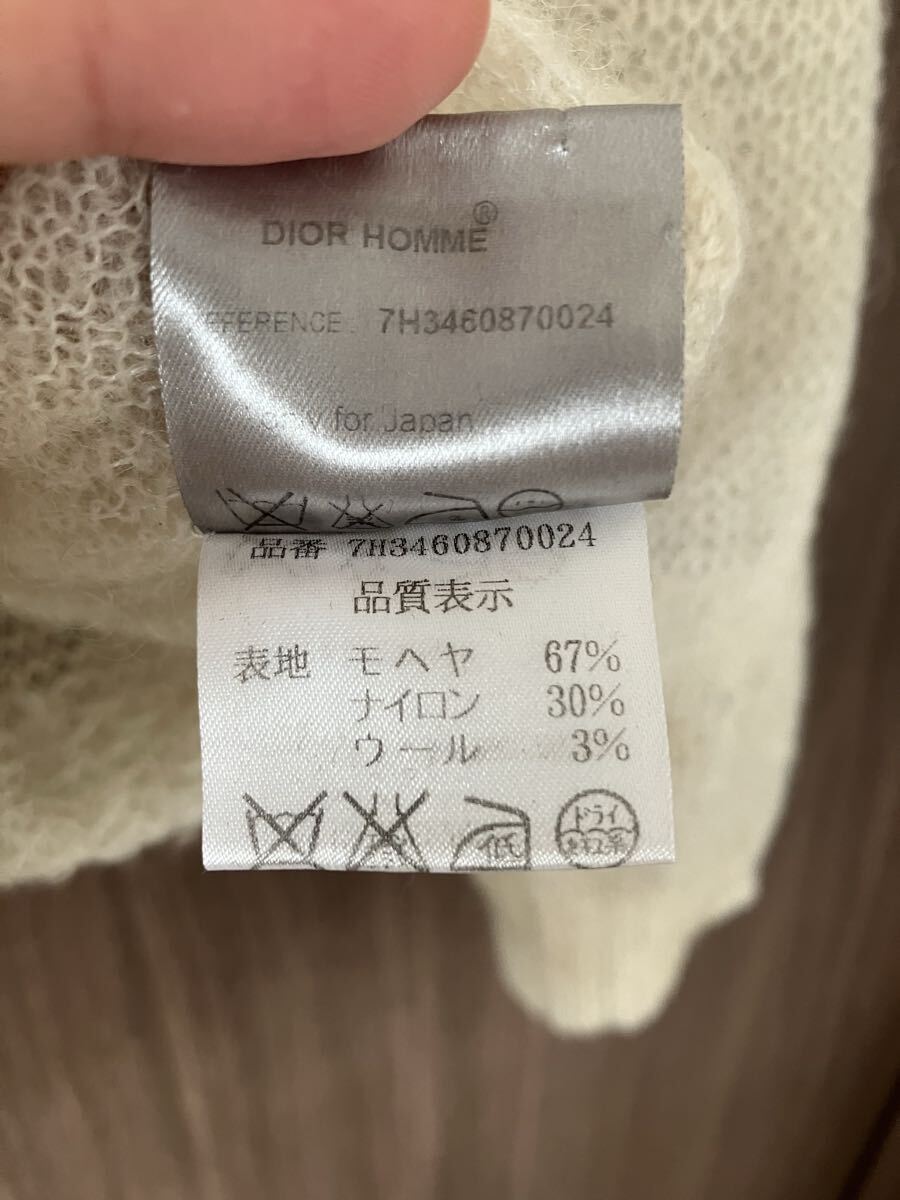 DIOR HOMME®
EFERENCE : 7H3460870024
for Japan
品番 7H3460870024
品質表示
表地 モヘヤ 67%
ナイロン 30%
ウール 3%
低
ドライ